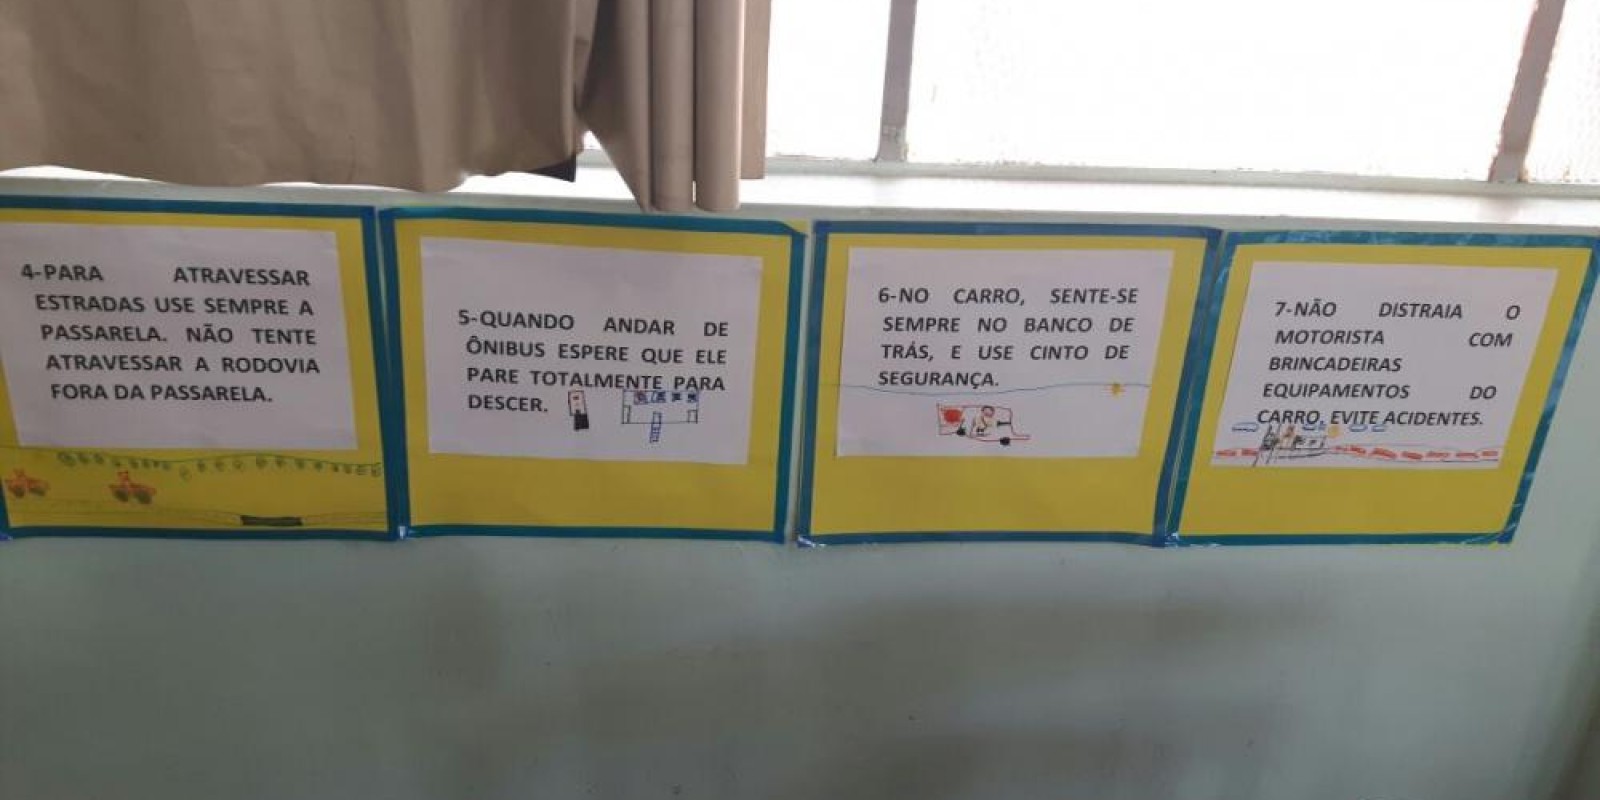 4-PARA ATRAVESSAR
ESTRADAS USE SEMPRE A
PASSARELA. NÃO TENTE
ATRAVESSAR A RODOVIA
FORA DA PASSARELA.
5-QUANDO ANDAR DE
ÔNIBUS ESPERE QUE ELE
PARE TOTALMENTE PARA
DESCER.
6-NO CARRO, SENTE-SE
SEMPRE NO BANCO DE
TRÁS, E USE CINTO DE
SEGURANÇA.
7-NÃO DISTRAIA O
MOTORISTA COM
BRINCADEIRAS
EQUIPAMENTOS DO
CARRO, EVITE ACIDENTES.